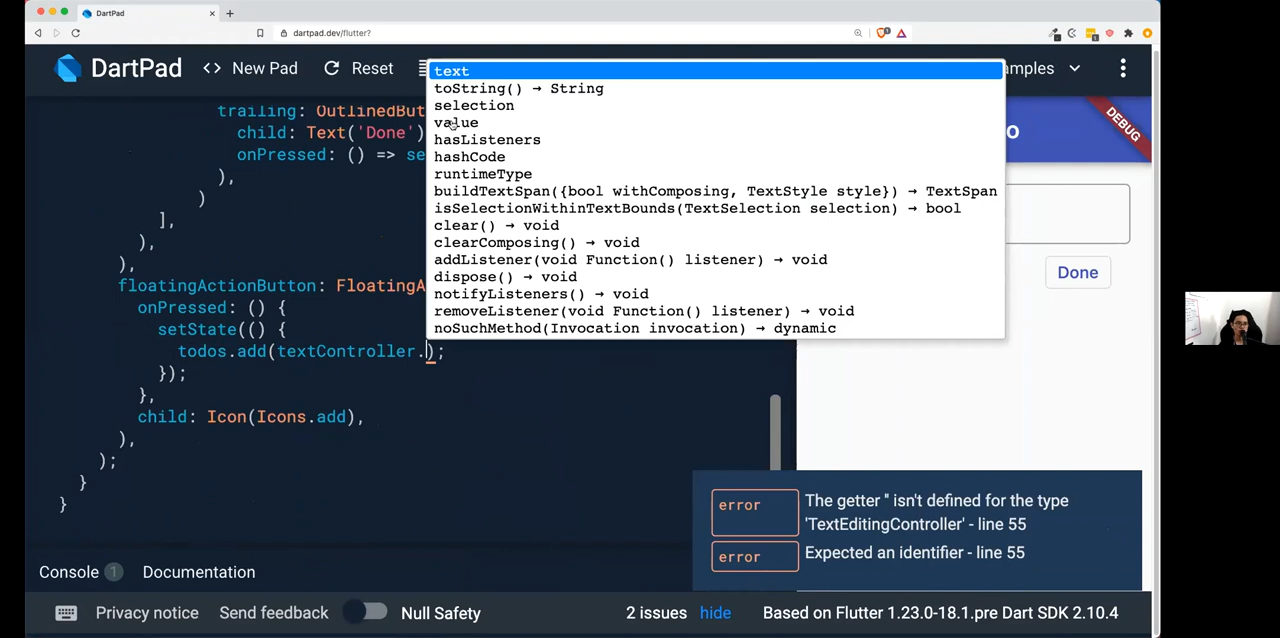 DartPad
dartpad.dev/flutter?
DartPad
<> New Pad
Reset
amples
text
toString() → String
selection
value
hasListeners
hashCode
runtimeType
buildTextSpan({bool withComposing, TextStyle style}) → TextSpan
isSelectionWithinTextBounds(TextSelection selection) → bool
clear() → void
clearComposing() → void
addListener(void Function() listener) → void
dispose() → void
notifyListeners() → void
removeListener(void Function() listener) → void
noSuchMethod(Invocation invocation) → dynamic
trailing: OutlinedBut
child: Text('Done')
onPressed: () => se
),
)
],
),
),
floatingActionButton: FloatingA
onPressed: () {
setState(() {
todos.add(textController.);
});
},
child: Icon(Icons.add),
),
);
}
}
o
DEBUG
Done
error
The getter '' isn't defined for the type
'TextEditingController' - line 55
error
Expected an identifier - line 55
Console 1
Documentation
Privacy notice
Send feedback
Null Safety
2 issues
hide
Based on Flutter 1.23.0-18.1.pre Dart SDK 2.10.4